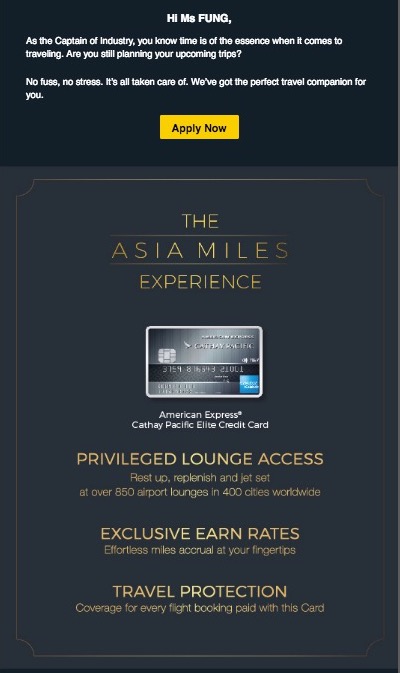 Hi Ms FUNG,
As the Captain of Industry, you know time is of the essence when it comes to
traveling. Are you still planning your upcoming trips?
No fuss, no stress. It's all taken care of. We've got the perfect travel companion for
you.
Apply Now
THE
ASIA MILES
EXPERIENCE
CATHAY PACIFIC
American Express®
Cathay Pacific Elite Credit Card
PRIVILEGED LOUNGE ACCESS
Rest up, replenish and jet set
at over 850 airport lounges in 400 cities worldwide
EXCLUSIVE EARN RATES
Effortless miles accrual at your fingertips
TRAVEL PROTECTION
Coverage for every flight booking paid with this Card